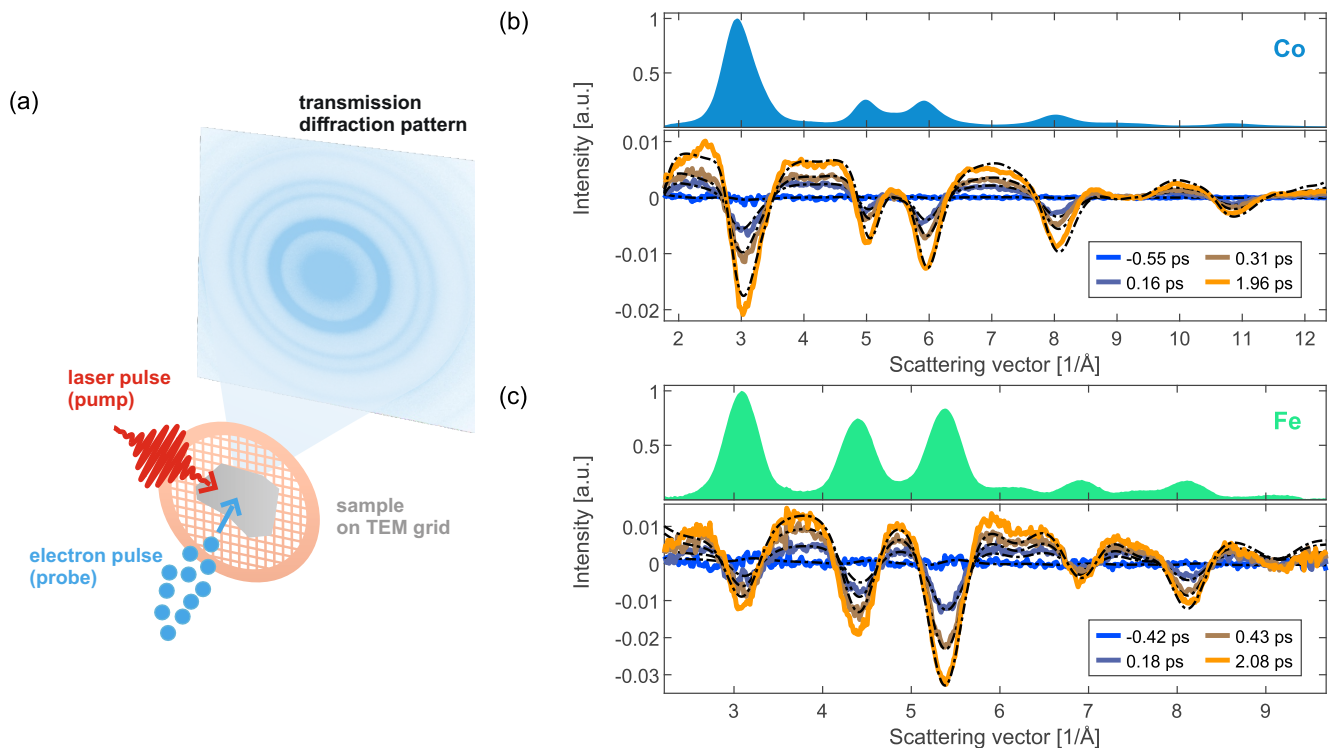 (a)
transmission
diffraction pattern
laser pulse
(pump)
sample
on TEM grid
electron pulse
(probe)
(b)
Co
1
0.5
Intensity [a.u.]
0.01
0
-0.01
-0.02
-0.55 ps
0.31 ps
0.16 ps
1.96 ps
2 3 4 5 6 7 8 9 10 11 12
Scattering vector [1/Å]
(c)
Fe
1
0.5
Intensity [a.u.]
0.01
0
-0.01
-0.02
-0.03
-0.42 ps
0.43 ps
0.18 ps
2.08 ps
3 4 5 6 7 8 9
Scattering vector [1/Å]